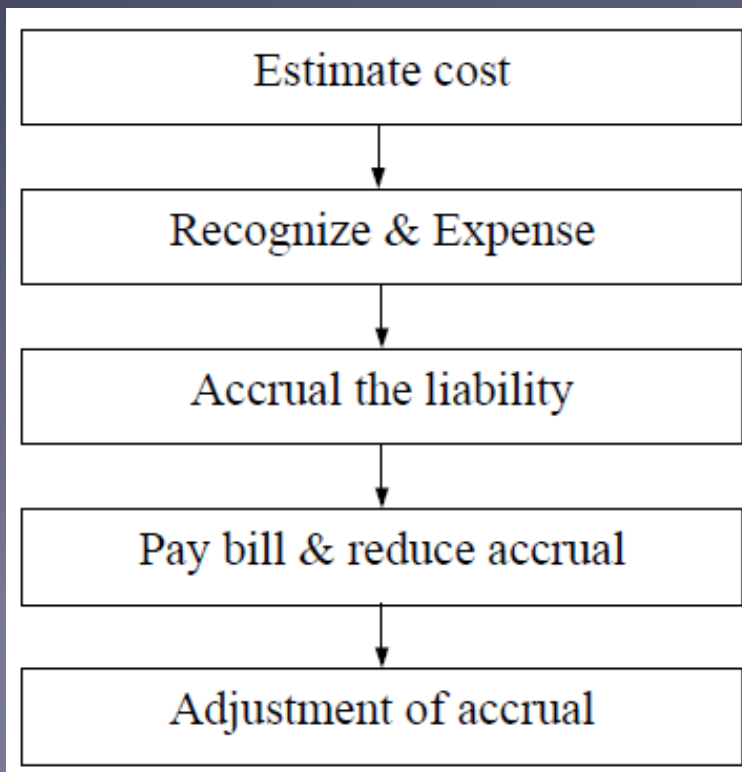 Estimate cost
Recognize & Expense
Accrual the liability
Pay bill & reduce accrual
Adjustment of accrual